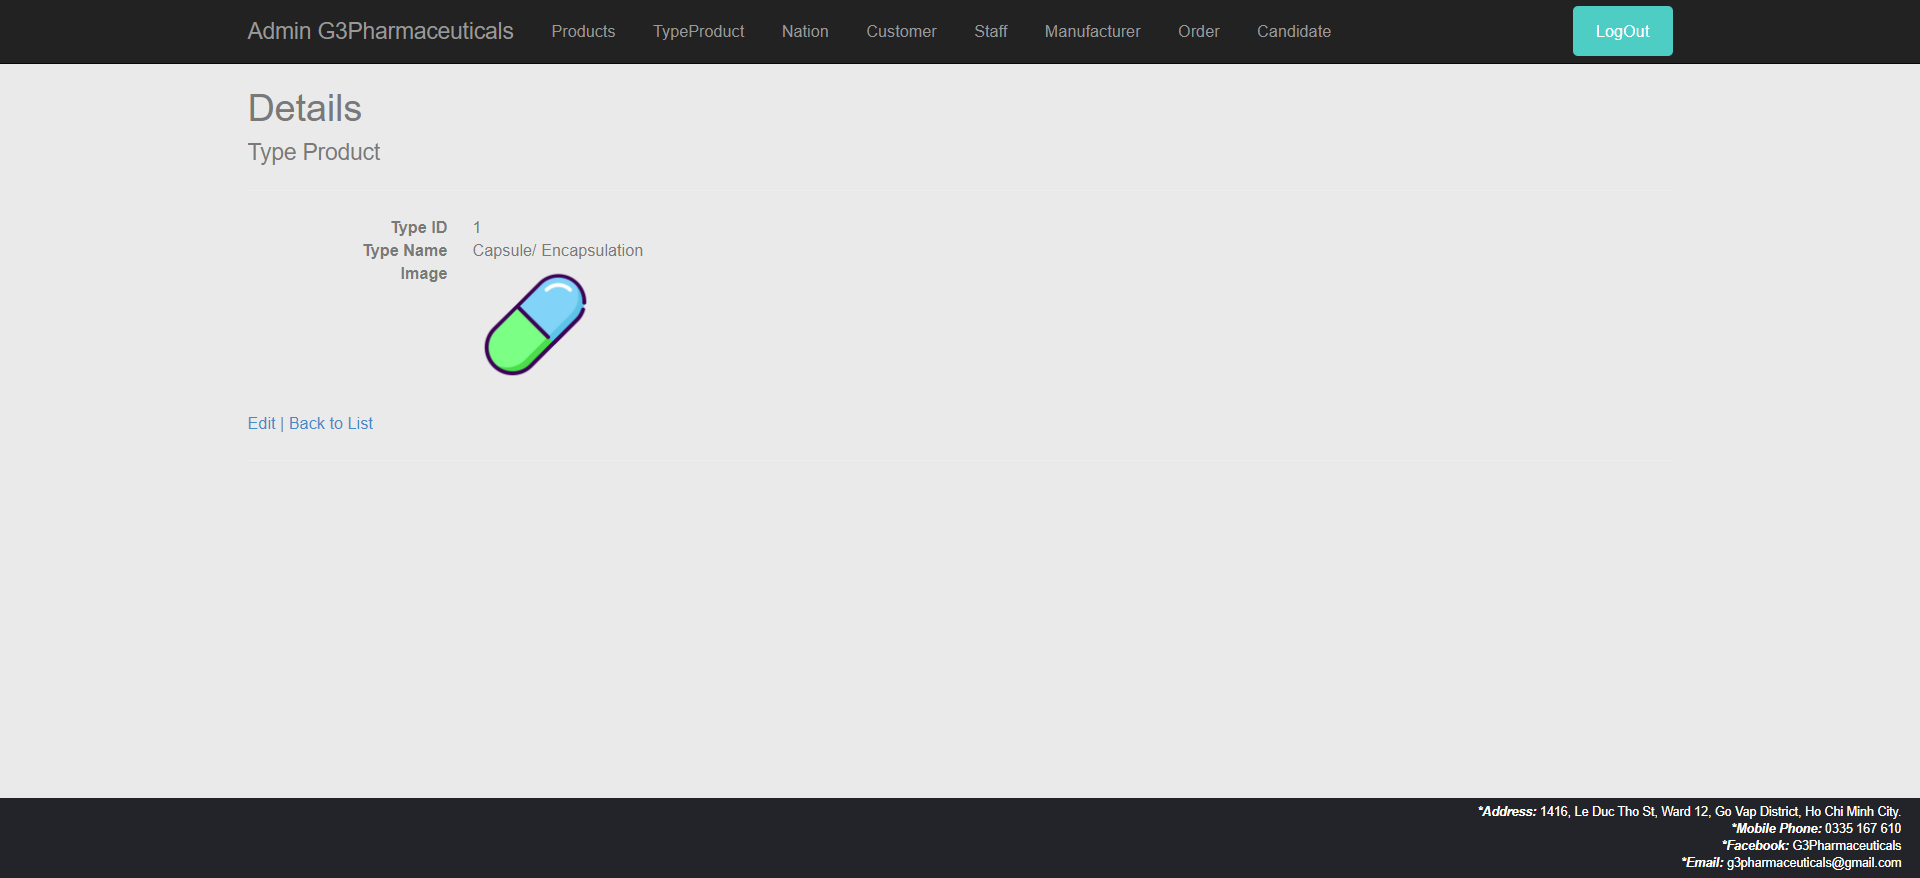 Admin G3Pharmaceuticals Products TypeProduct Nation Customer Staff Manufacturer Order Candidate LogOut
Details
Type Product
Type ID 1
Type Name Capsule/ Encapsulation
Image
Edit | Back to List
*Address: 1416, Le Duc Tho St, Ward 12, Go Vap District, Ho Chi Minh City.
*Mobile Phone: 0335 167 610
*Facebook: G3Pharmaceuticals
*Email: g3pharmaceuticals@gmail.com